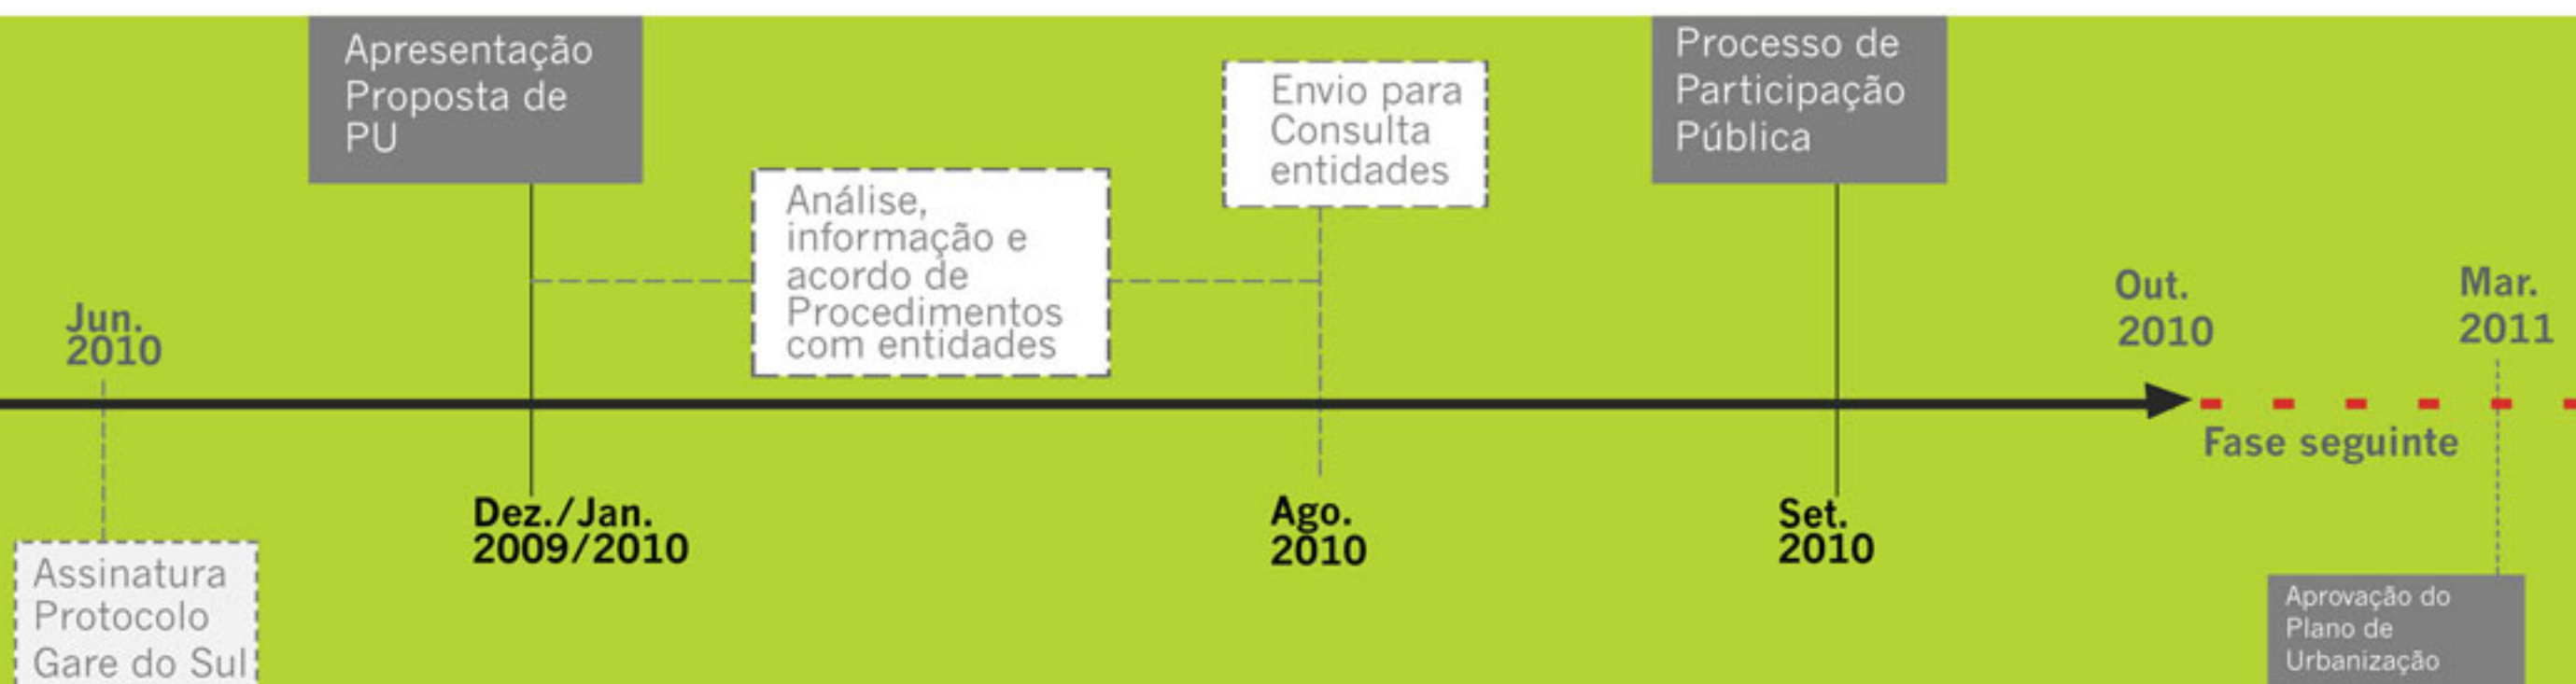 Apresentação
Proposta de
PU
Análise,
informação e
acordo de
Procedimentos
com entidades
Envio para
Consulta
entidades
Processo de
Participação
Pública
Jun.
2010
Out.
2010
Mar.
2011
Fase seguinte
Dez./Jan.
2009/2010
Ago.
2010
Set.
2010
Assinatura
Protocolo
Gare do Sul
Aprovação do
Plano de
Urbanização